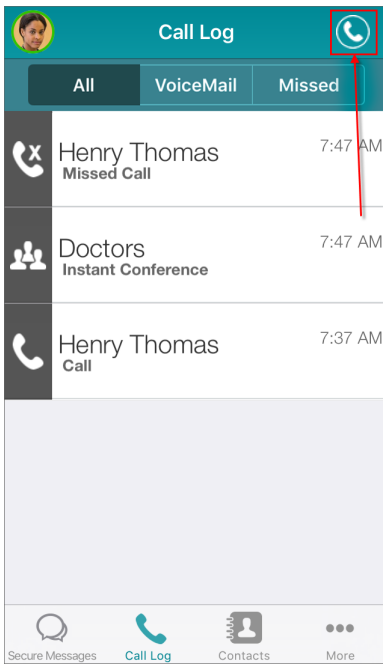 Call Log
All VoiceMail Missed
Henry Thomas 7:47 AM
Missed Call
Doctors 7:47 AM
Instant Conference
Henry Thomas 7:37 AM
Call
Secure Messages Call Log Contacts More